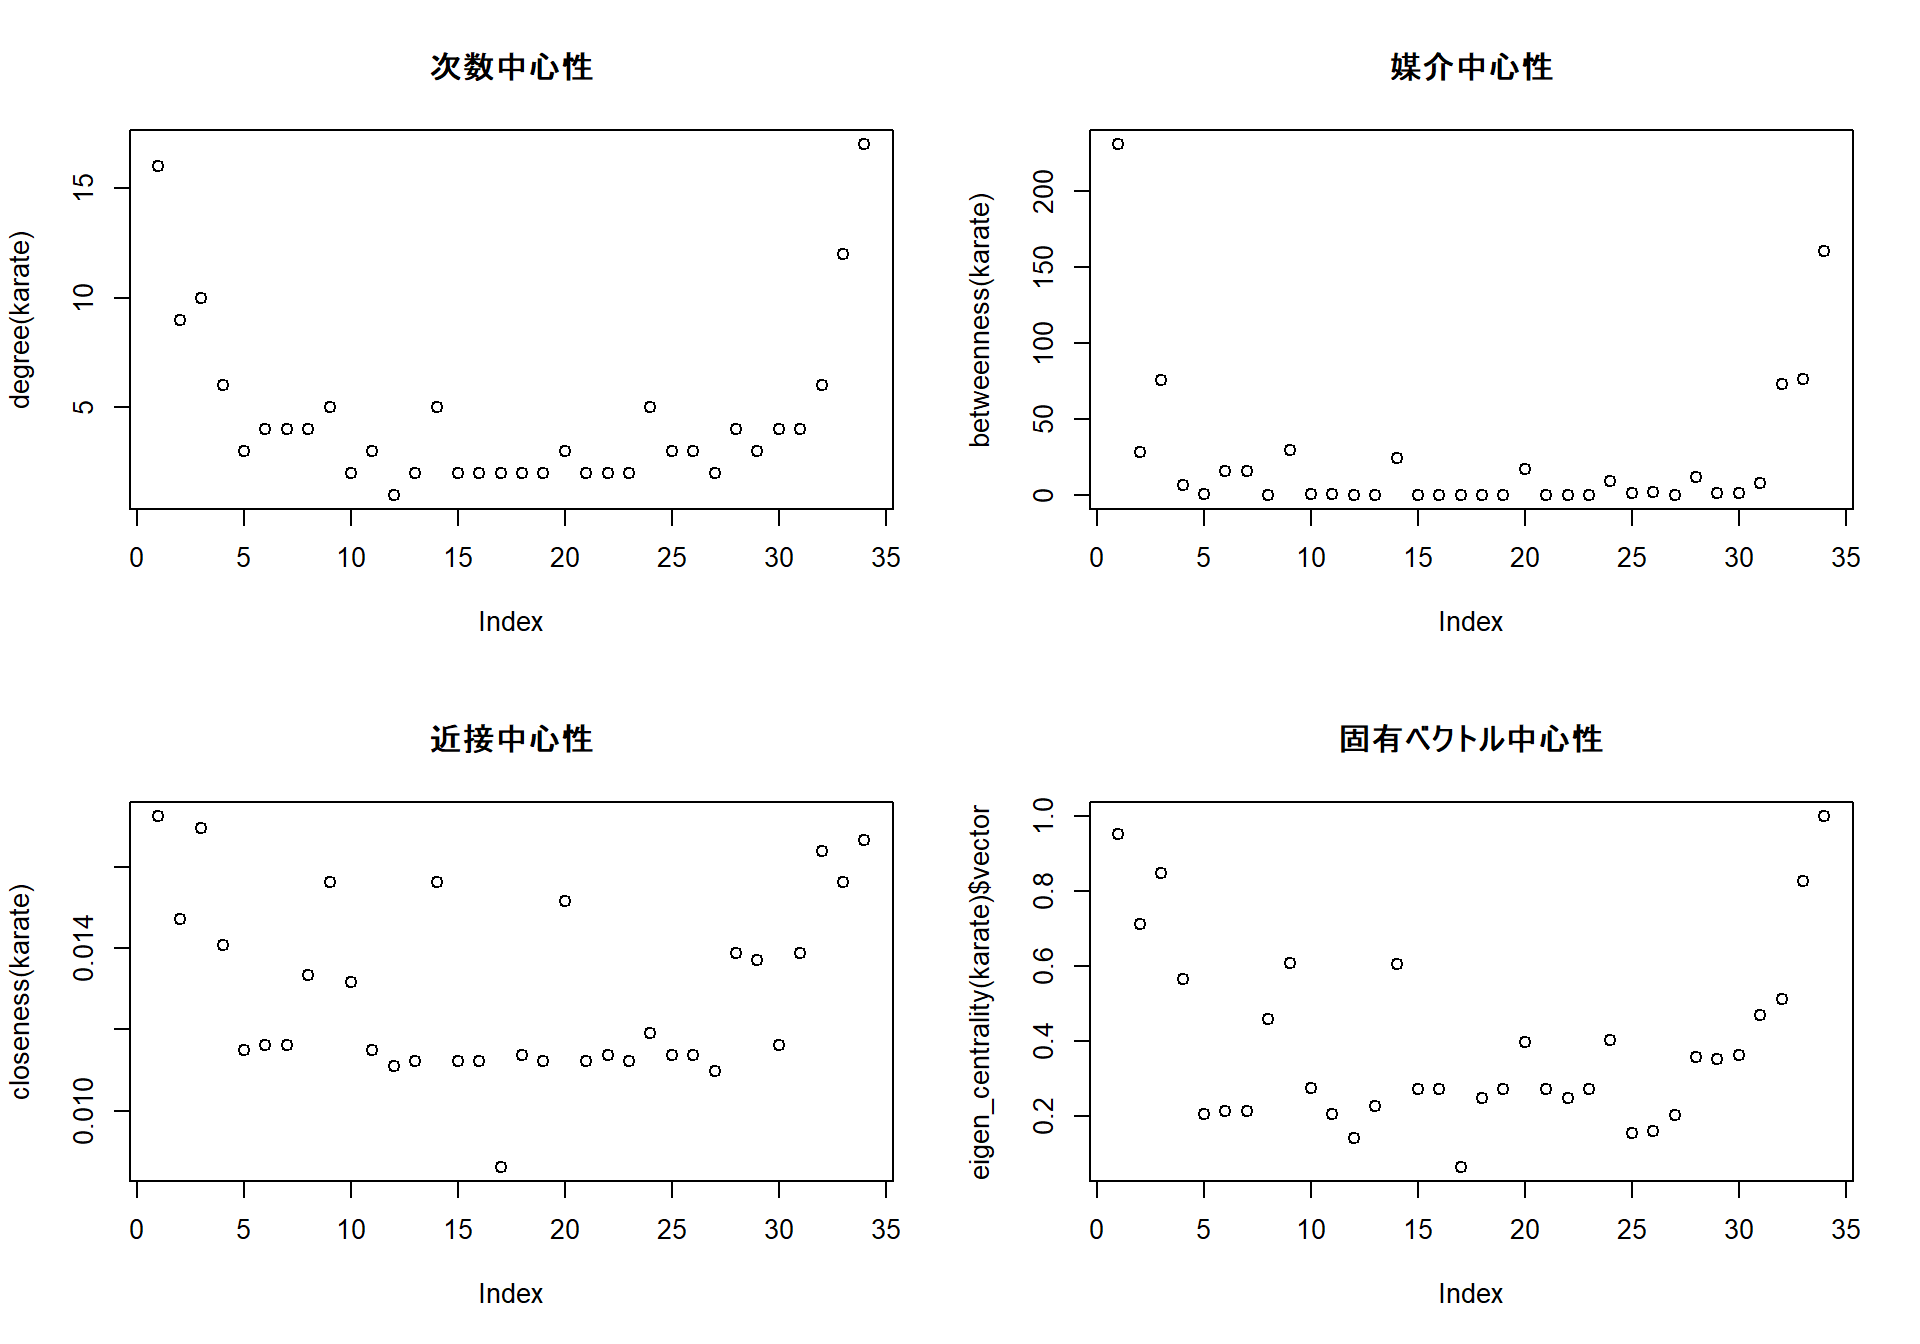 次数中心性
degree(karate)
15
10
5
0 5 10 15 20 25 30 35
Index
媒介中心性
betweenness(karate)
200
150
100
50
0
0 5 10 15 20 25 30 35
Index
近接中心性
closeness(karate)
0.014
0.010
0 5 10 15 20 25 30 35
Index
固有ベクトル中心性
eigen_centrality(karate)$vector
1.0
0.8
0.6
0.4
0.2
0 5 10 15 20 25 30 35
Index